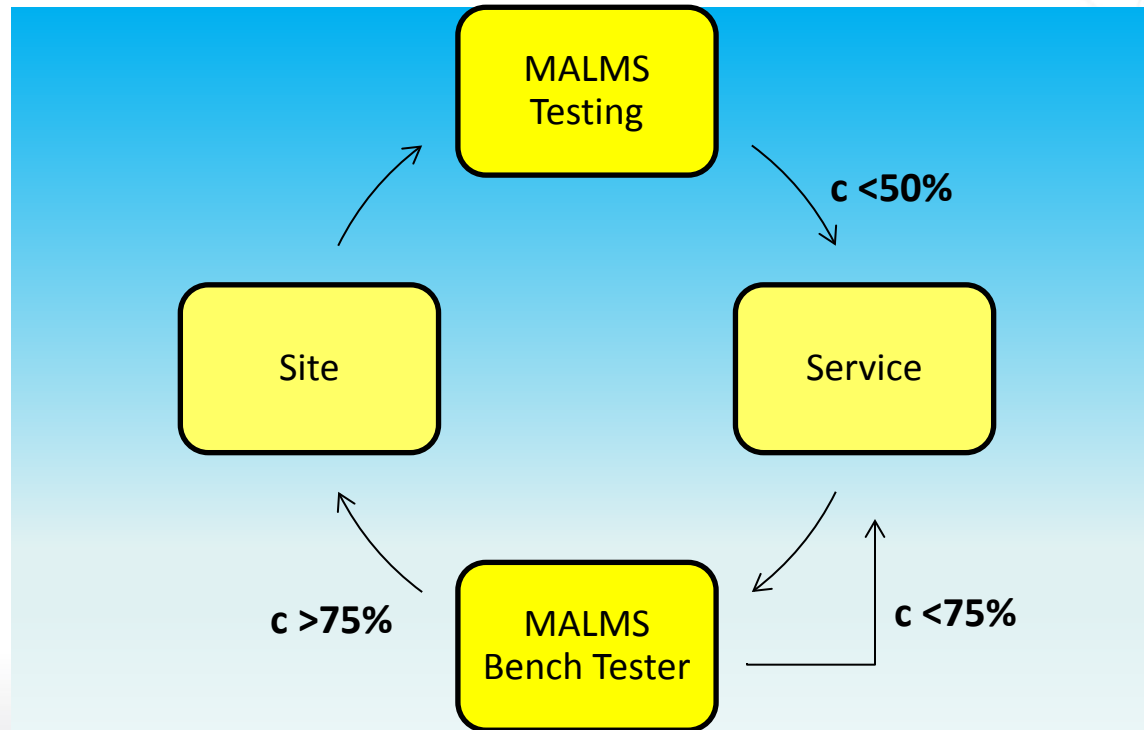 MALMS
Testing
c <50%
Site
Service
c >75%
MALMS
Bench Tester
c <75%